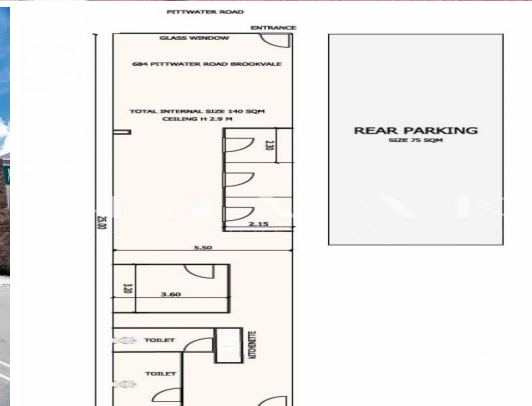 PITTWATER ROAD
ENTRANCE
GLASS WINDOW
684 PITTWATER ROAD BROOKVALE
TOTAL INTERNAL SIZE 140 SQM
CEILING H 2.9 M
2.30
2.15
25.00
5.50
3.20
3.60
TOILET
KITCHENETTE
TOILET
REAR PARKING
SIZE 75 SQM